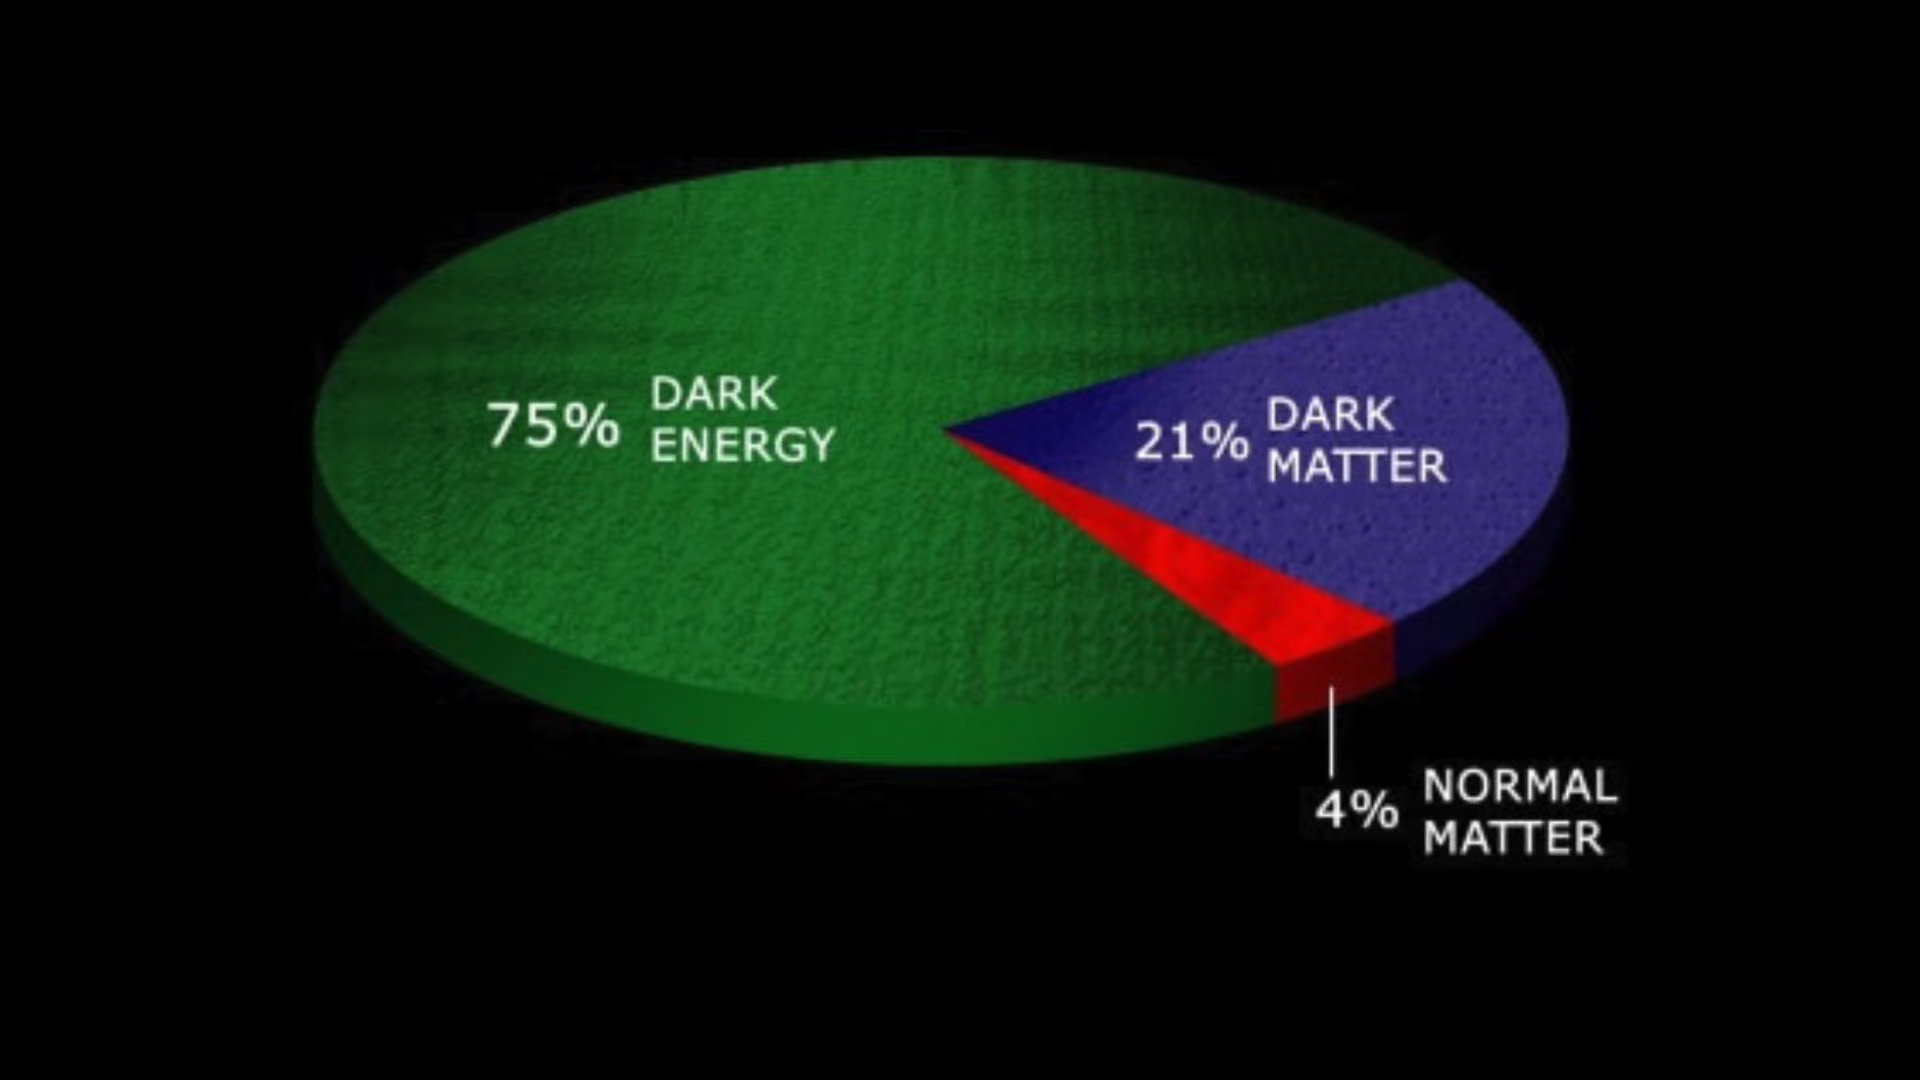 75% DARK
ENERGY
21% DARK
MATTER
4% NORMAL
MATTER